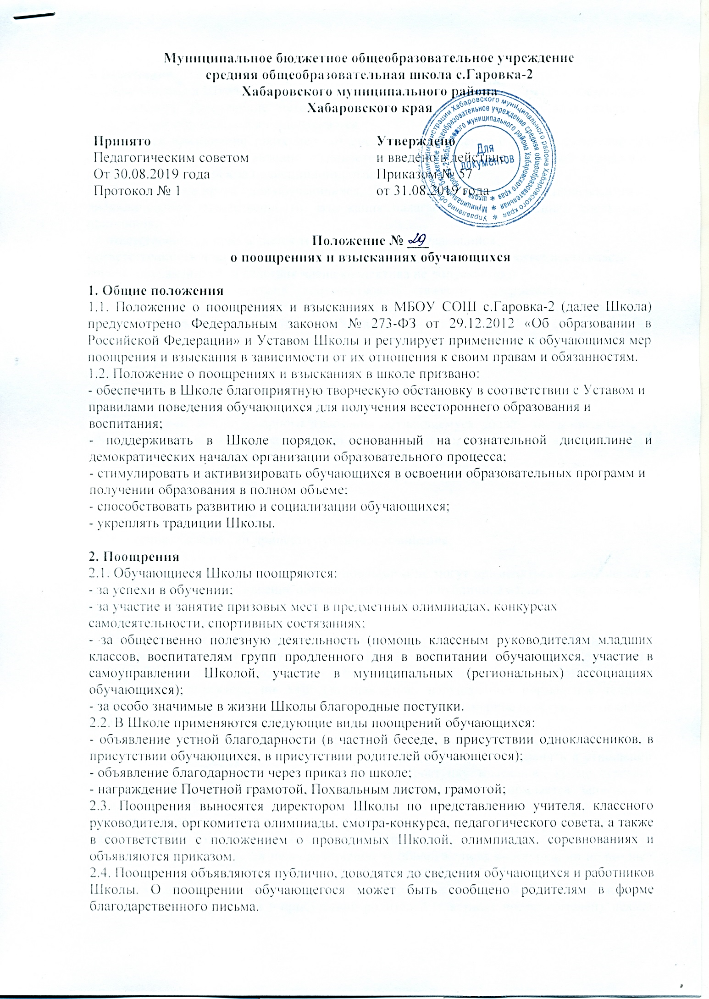 Муниципальное бюджетное общеобразовательное учреждение
средняя общеобразовательная школа с.Гаровка-2
Хабаровского муниципального района
Хабаровского края
Принято
Педагогическим советом
От 30.08.2019 года
Протокол № 1
Утверждено
и введено в действие
Приказом № 57
от 31.08.2019 года
Для
документов
Положение № 29
о поощрениях и взысканиях обучающихся
1. Общие положения
1.1. Положение о поощрениях и взысканиях в МБОУ СОШ с.Гаровка-2 (далее Школа)
предусмотрено Федеральным законом № 273-ФЗ от 29.12.2012 «Об образовании в
Российской Федерации» и Уставом Школы и регулирует применение к обучающимся мер
поощрения и взыскания в зависимости от их отношения к своим правам и обязанностям.
1.2. Положение о поощрениях и взысканиях в школе призвано:
- обеспечить в Школе благоприятную творческую обстановку в соответствии с Уставом и
правилами поведения обучающихся для получения всестороннего образования и
воспитания;
- поддерживать в Школе порядок, основанный на сознательной дисциплине и
демократических началах организации образовательного процесса;
- стимулировать и активизировать обучающихся в освоении образовательных программ и
получении образования в полном объеме;
- способствовать развитию и социализации обучающихся;
- укреплять традиции Школы.
2. Поощрения
2.1. Обучающиеся Школы поощряются:
- за успехи в обучении;
- за участие и занятие призовых мест в предметных олимпиадах, конкурсах
самодеятельности, спортивных состязаниях;
- за общественно полезную деятельность (помощь классным руководителям младших
классов, воспитателям групп продленного дня в воспитании обучающихся, участие в
самоуправлении Школой, участие в муниципальных (региональных) ассоциациях
обучающихся);
- за особо значимые в жизни Школы благородные поступки.
2.2. В Школе применяются следующие виды поощрений обучающихся:
- объявление устной благодарности (в частной беседе, в присутствии одноклассников, в
присутствии обучающихся, в присутствии родителей обучающегося);
- объявление благодарности через приказ по школе;
- награждение Почетной грамотой, Похвальным листом, грамотой;
2.3. Поощрения выносятся директором Школы по представлению учителя, классного
руководителя, оргкомитета олимпиады, смотра-конкурса, педагогического совета, а также
в соответствии с положением о проводимых Школой, олимпиадах, соревнованиях и
объявляются приказом.
2.4. Поощрения объявляются публично, доводятся до сведения обучающихся и работников
Школы. О поощрении обучающегося может быть сообщено родителям в форме
благодарственного письма.